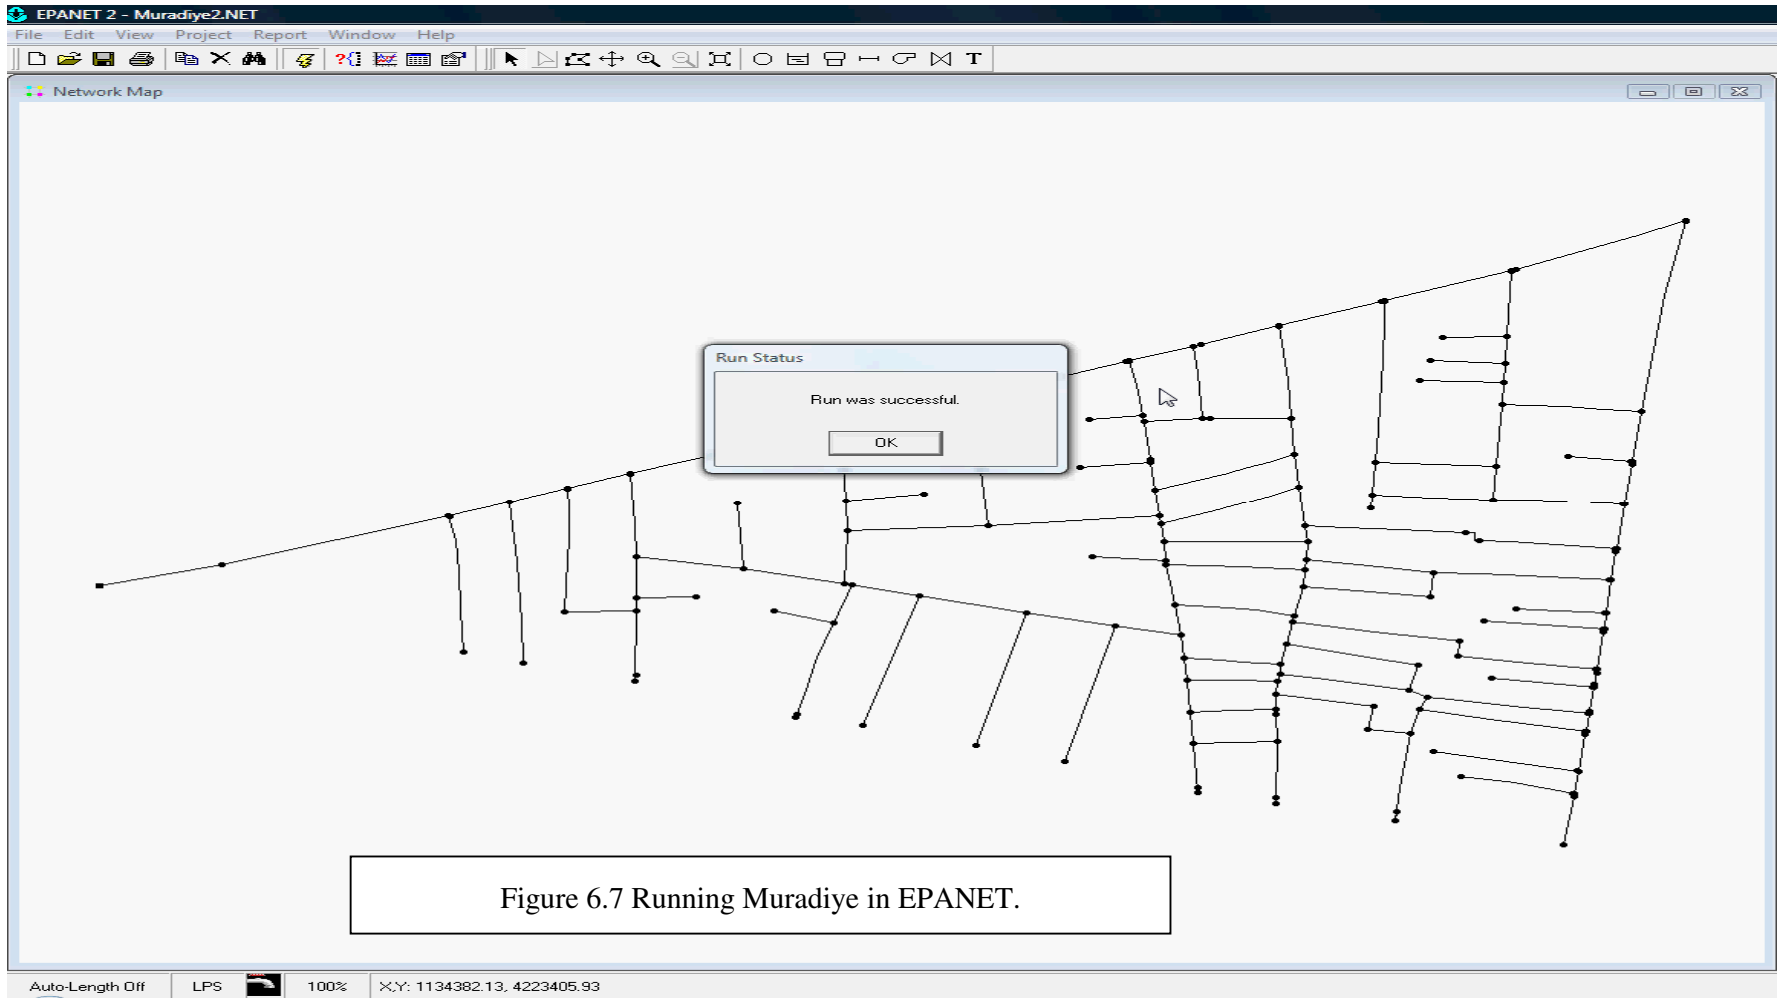 EPANET 2 - Muradiye2.NET
File Edit View Project Report Window Help
T
Network Map
Run Status
Run was successful.
OK
Figure 6.7 Running Muradiye in EPANET.
Auto-Length Off LPS 100% X,Y: 1134382.13, 4223405.93